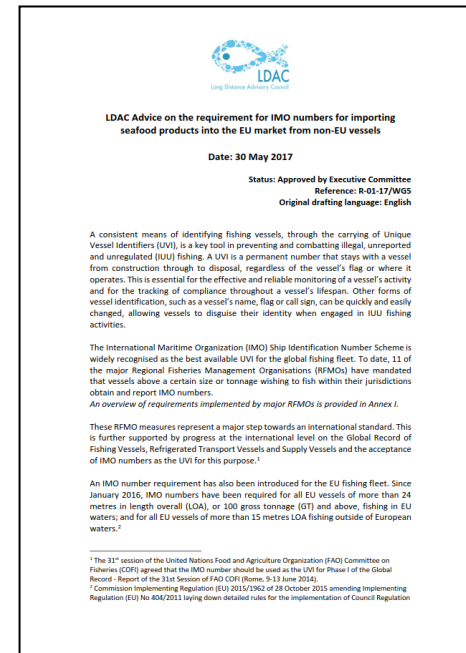 LDAC
Long Distance Advisory Council
LDAC Advice on the requirement for IMO numbers for importing
seafood products into the EU market from non-EU vessels
Date: 30 May 2017
Status: Approved by Executive Committee
Reference: R-01-17/WG5
Original drafting language: English
A consistent means of identifying fishing vessels, through the carrying of Unique
Vessel Identifiers (UVI), is a key tool in preventing and combatting illegal, unreported
and unregulated (IUU) fishing. A UVI is a permanent number that stays with a vessel
from construction through to disposal, regardless of the vessel's flag or where it
operates. This is essential for the effective and reliable monitoring of a vessel's activity
and for the tracking of compliance throughout a vessel's lifespan. Other forms of
vessel identification, such as a vessel's name, flag or call sign, can be quickly and easily
changed, allowing vessels to disguise their identity when engaged in IUU fishing
activities.
The International Maritime Organization (IMO) Ship Identification Number Scheme is
widely recognised as the best available UVI for the global fishing fleet. To date, 11 of
the major Regional Fisheries Management Organisations (RFMOs) have mandated
that vessels above a certain size or tonnage wishing to fish within their jurisdictions
obtain and report IMO numbers.
An overview of requirements implemented by major RFMOs is provided in Annex I.
These RFMO measures represent a major step towards an international standard. This
is further supported by progress at the international level on the Global Record of
Fishing Vessels, Refrigerated Transport Vessels and Supply Vessels and the acceptance
of IMO numbers as the UVI for this purpose.1
An IMO number requirement has also been introduced for the EU fishing fleet. Since
January 2016, IMO numbers have been required for all EU vessels of more than 24
metres in length overall (LOA), or 100 gross tonnage (GT) and above, fishing in EU
waters; and for all EU vessels of more than 15 metres LOA fishing outside of European
waters.2
1 The 31st session of the United Nations Food and Agriculture Organization (FAO) Committee on
Fisheries (COFI) agreed that the IMO number should be used as the UVI for Phase I of the Global
Record - Report of the 31st Session of FAO COFI (Rome, 9-13 June 2014).
2 Commission Implementing Regulation (EU) 2015/1962 of 28 October 2015 amending Implementing
Regulation (EU) No 404/2011 laying down detailed rules for the implementation of Council Regulation